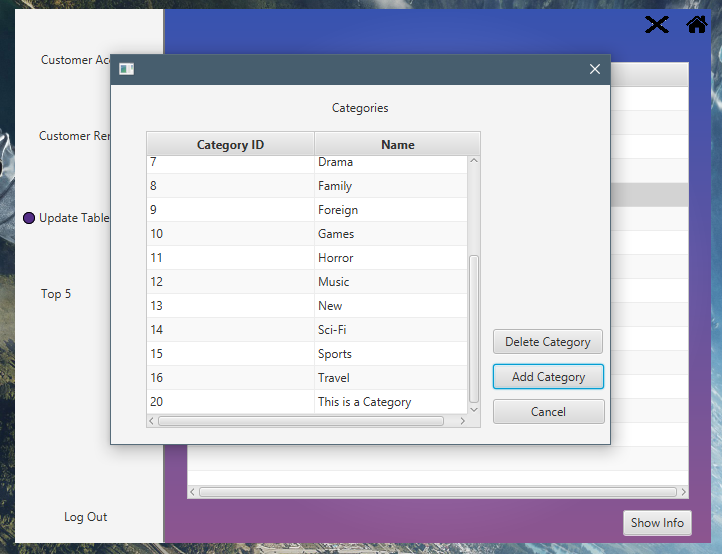 Customer Acc
Customer Ren
Update Table
Top 5
Log Out
Categories
Category ID Name
7 Drama
8 Family
9 Foreign
10 Games
11 Horror
12 Music
13 New
14 Sci-Fi
15 Sports
16 Travel
20 This is a Category
Delete Category
Add Category
Cancel
Show Info